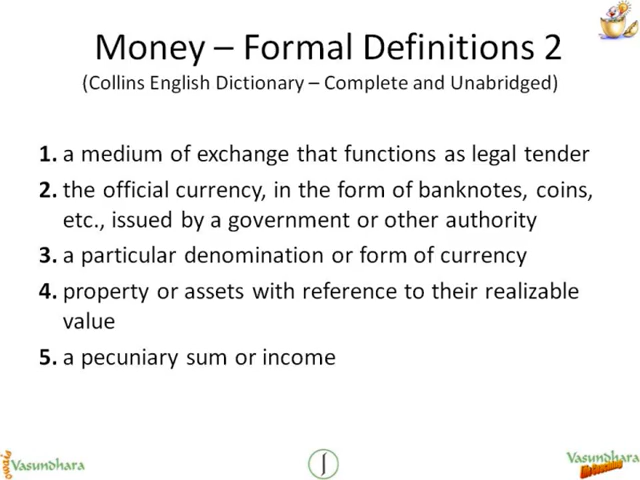 Money – Formal Definitions 2
(Collins English Dictionary – Complete and Unabridged)
1. a medium of exchange that functions as legal tender
2. the official currency, in the form of banknotes, coins,
etc., issued by a government or other authority
3. a particular denomination or form of currency
4. property or assets with reference to their realizable
value
5. a pecuniary sum or income
Vasundhara
Vasundhara